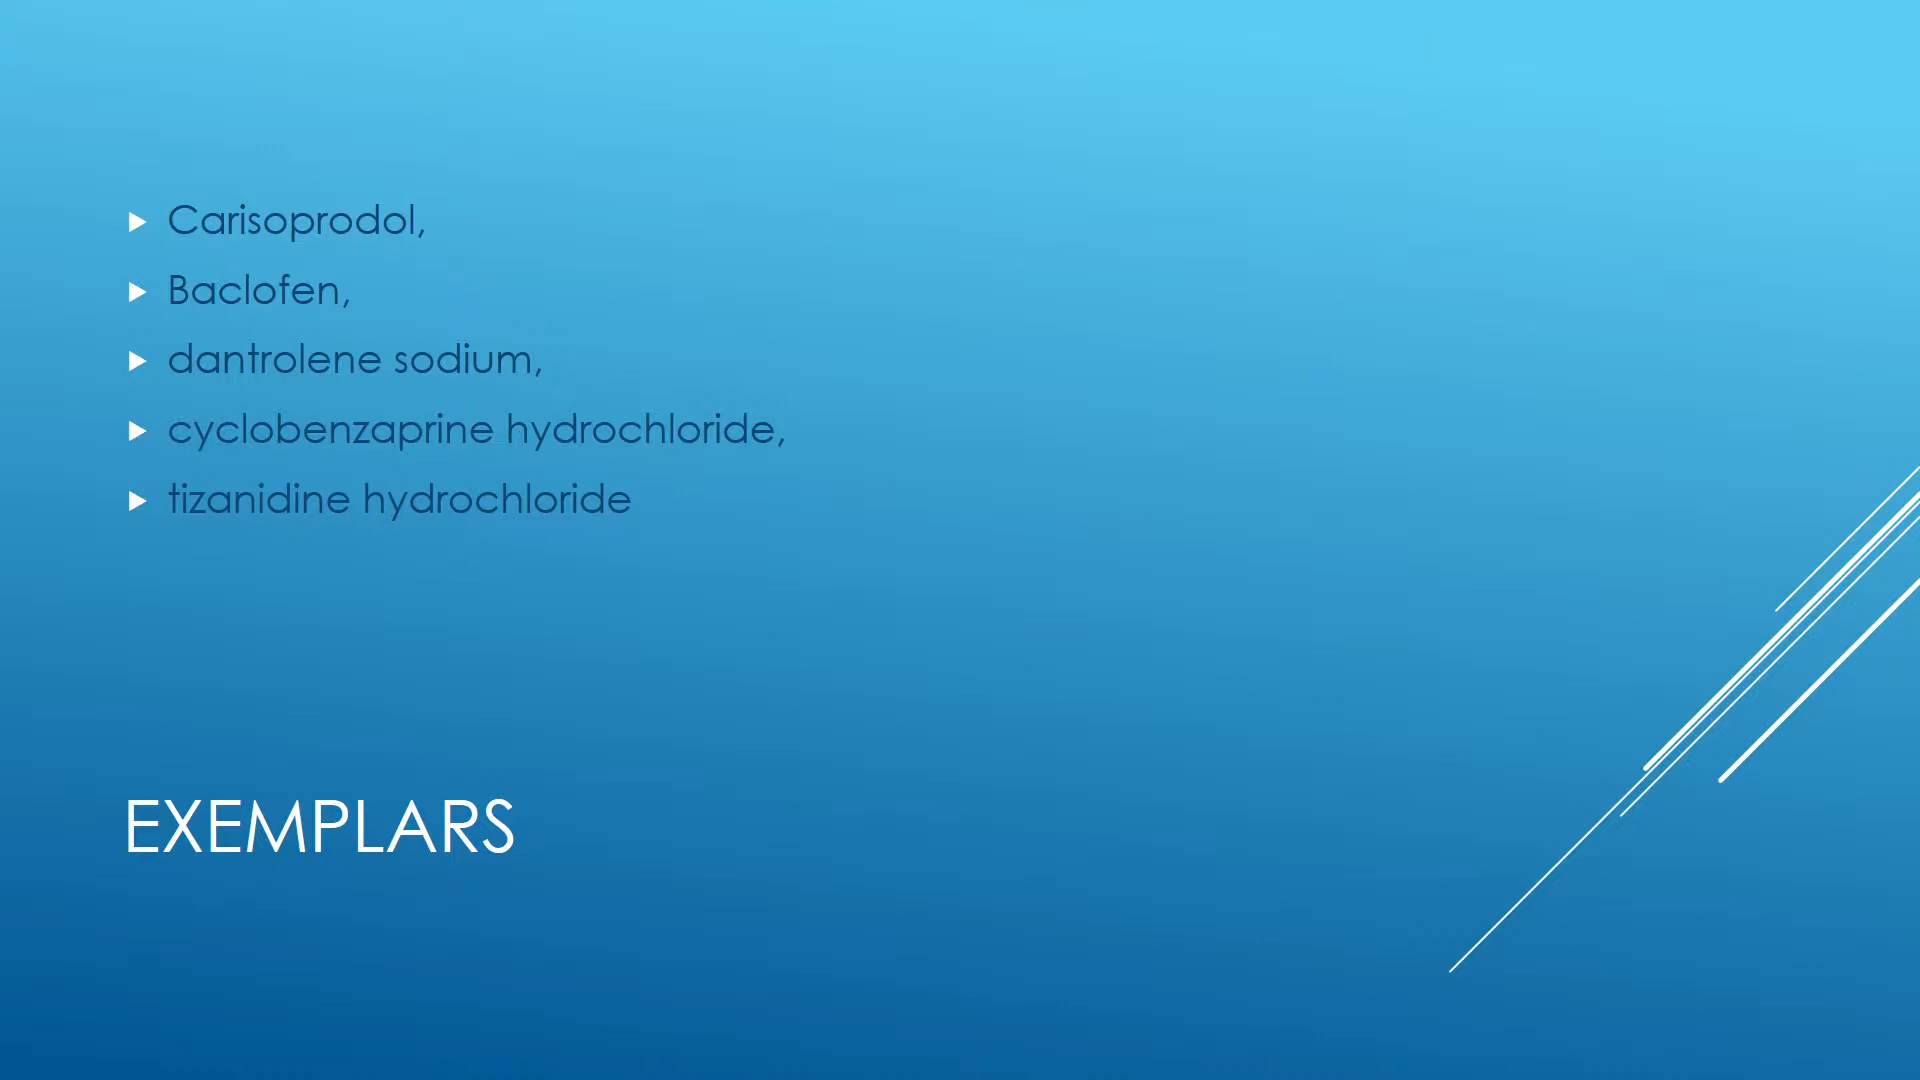 Carisoprodol,
Baclofen,
dantrolene sodium,
cyclobenzaprine hydrochloride,
tizanidine hydrochloride
EXEMPLARS